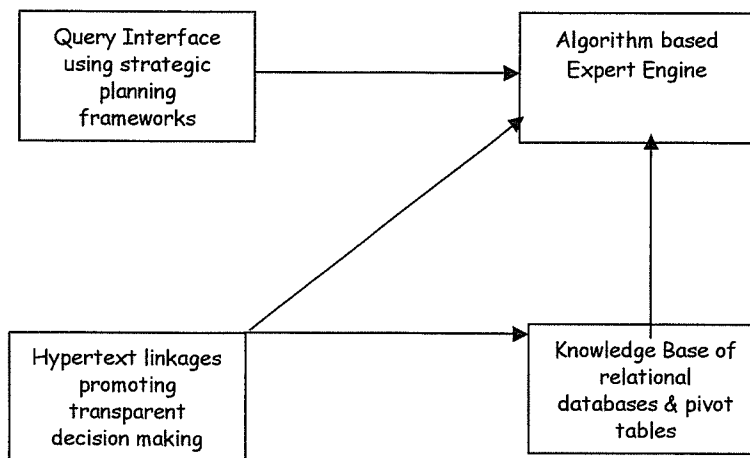 Query Interface
using strategic
planning
frameworks
Algorithm based
Expert Engine
Hypertext linkages
promoting
transparent
decision making
Knowledge Base of
relational
databases & pivot
tables